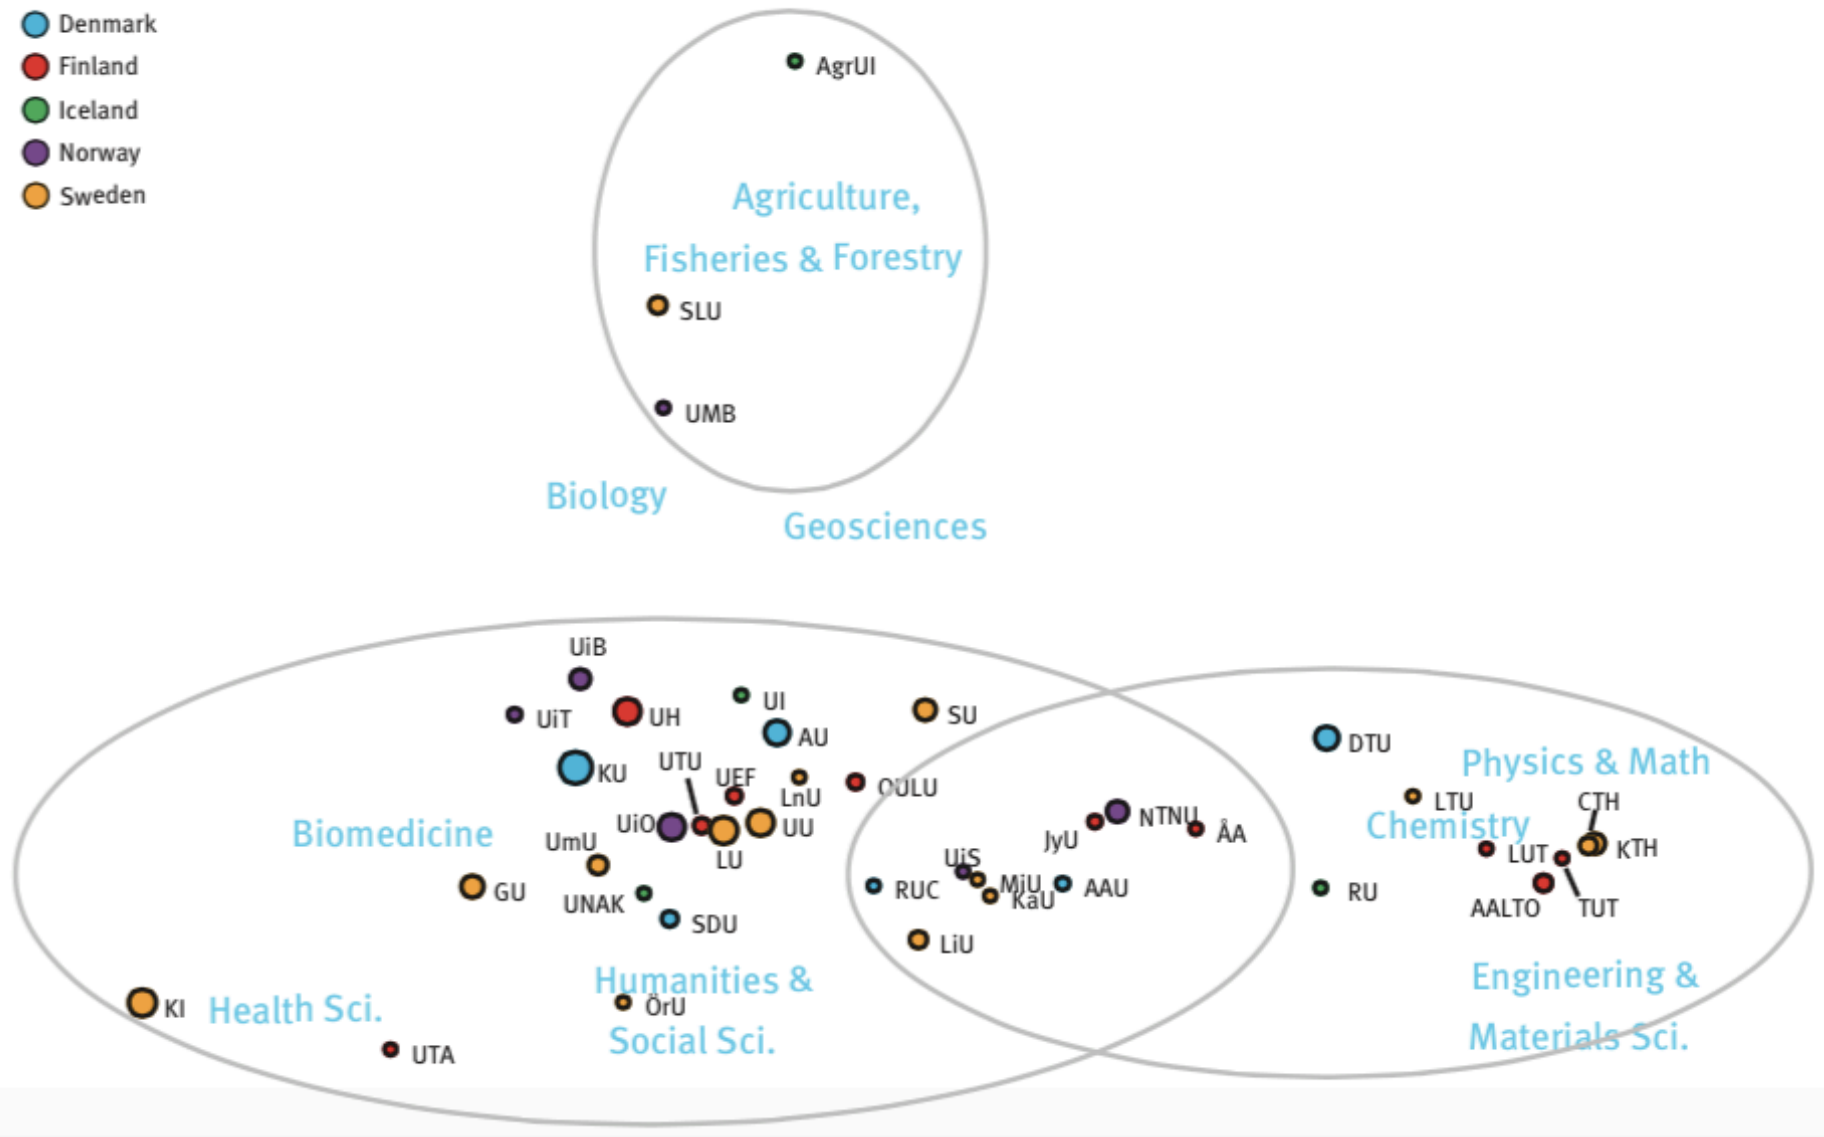 Denmark
Finland
Iceland
Norway
Sweden
AgrUI
Agriculture,
Fisheries & Forestry
SLU
UMB
Biology
Geosciences
UiB
UiT
UH
UI
AU
SU
KU
UTU
UEF
LnU
OULU
UiO
LU
UU
UmU
Biomedicine
GU
UNAK
SDU
KI
Health Sci.
UTA
Humanities &
ÖrU
Social Sci.
RUC
UiS
MiU
KaU
LiU
JyU
NTNU
ÅA
AAU
DTU
Physics & Math
LTU
CTH
Chemistry
LUT
KTH
RU
AALTO
TUT
Engineering &
Materials Sci.